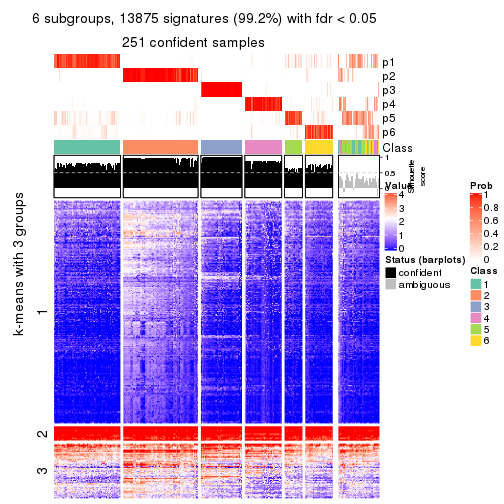 6 subgroups, 13875 signatures (99.2%) with fdr < 0.05
251 confident samples
p1
p2
p3
p4
p5
p6
Class
1
0.5
0
Silhouette
score
k-means with 3 groups
1
2
3
Value
4
3
2
1
0
Status (barplots)
confident
ambiguous
Prob
1
0.8
0.6
0.4
0.2
0
Class
1
2
3
4
5
6